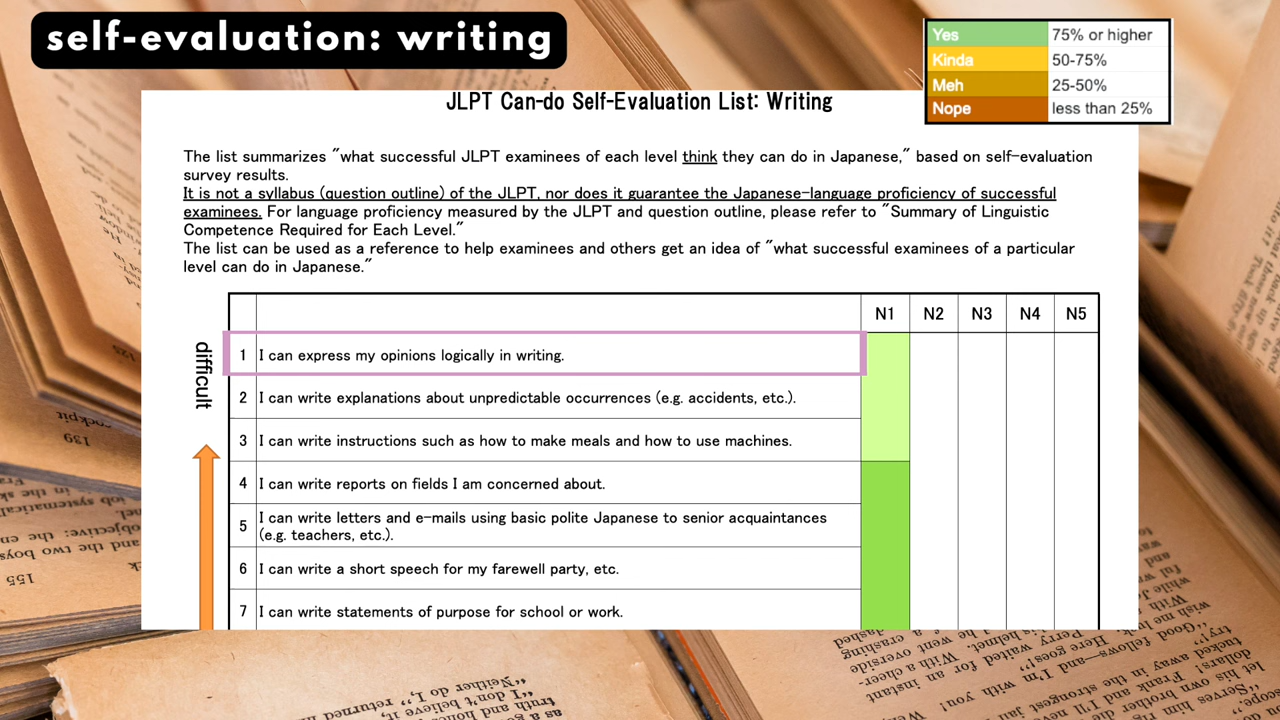 self-evaluation: writing
Yes 75% or higher
Kinda 50-75%
Meh 25-50%
Nope less than 25%
JLPT Can-do Self-Evaluation List: Writing
The list summarizes "what successful JLPT examinees of each level think they can do in Japanese," based on self-evaluation
survey results.
It is not a syllabus (question outline) of the JLPT, nor does it guarantee the Japanese-language proficiency of successful
examinees. For language proficiency measured by the JLPT and question outline, please refer to "Summary of Linguistic
Competence Required for Each Level."
The list can be used as a reference to help examinees and others get an idea of "what successful examinees of a particular
level can do in Japanese."
N1 N2 N3 N4 N5
difficult
1 I can express my opinions logically in writing.
2 I can write explanations about unpredictable occurrences (e.g. accidents, etc.).
3 I can write instructions such as how to make meals and how to use machines.
4 I can write reports on fields I am concerned about.
5 I can write letters and e-mails using basic polite Japanese to senior acquaintances
(e.g. teachers, etc.).
6 I can write a short speech for my farewell party, etc.
7 I can write statements of purpose for school or work.
139
155